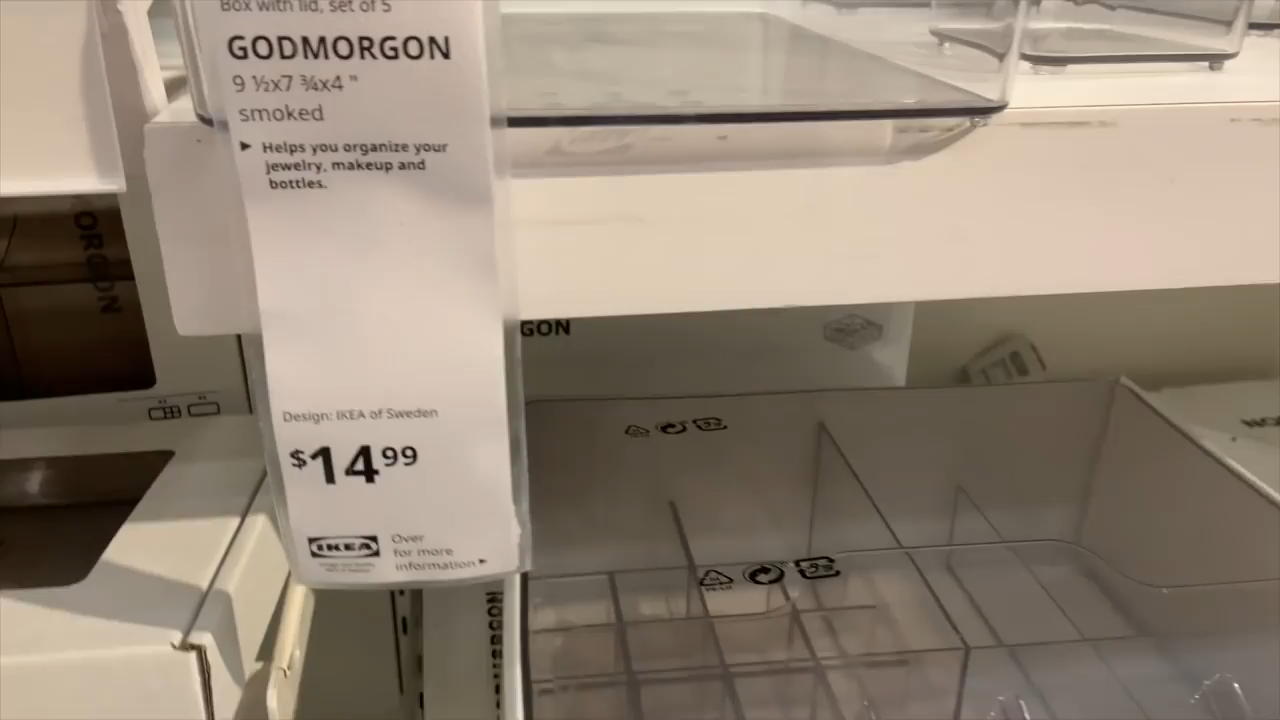 Box with lid, set of 5
GODMORGON
9 ½x7 ¾x4 "
smoked
► Helps you organize your
jewelry, makeup and
bottles.
Design: IKEA of Sweden
$14 99
IKEA
Over
for more
information ►
ORGON
GON